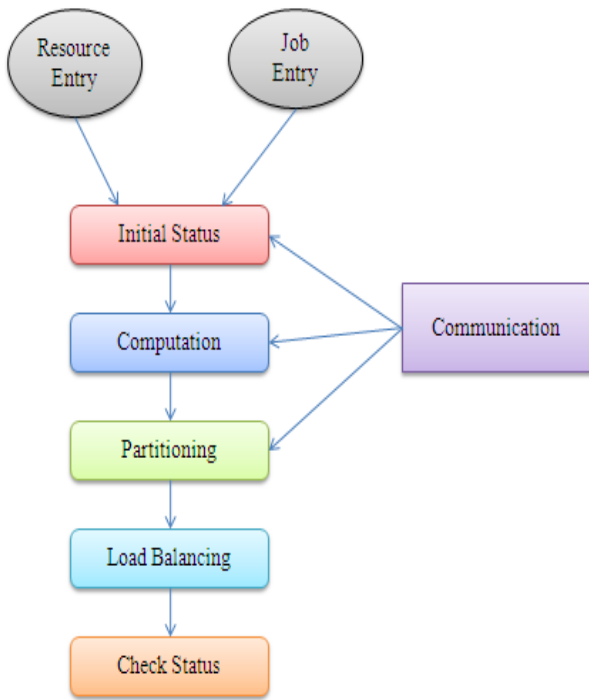 Resource
Entry
Job
Entry
Initial Status
Communication
Computation
Partitioning
Load Balancing
Check Status